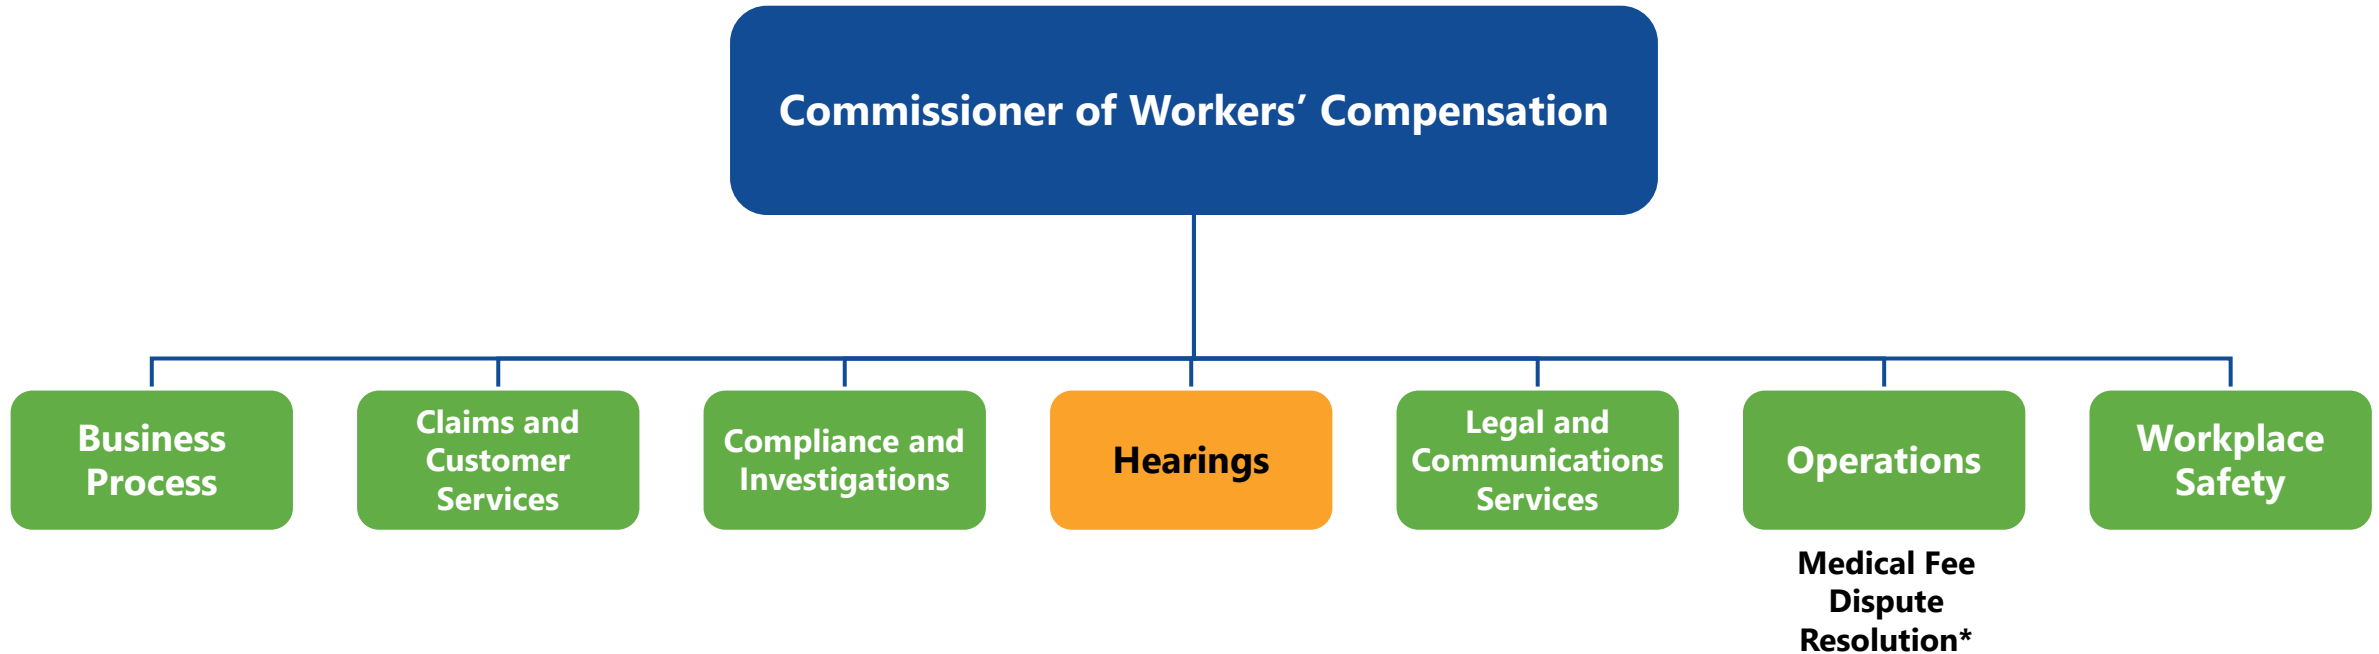 Commissioner of Workers’ Compensation
Business
Process
Claims and
Customer
Services
Compliance and
Investigations
Hearings
Legal and
Communications
Services
Operations
Workplace
Safety
Medical Fee
Dispute
Resolution*